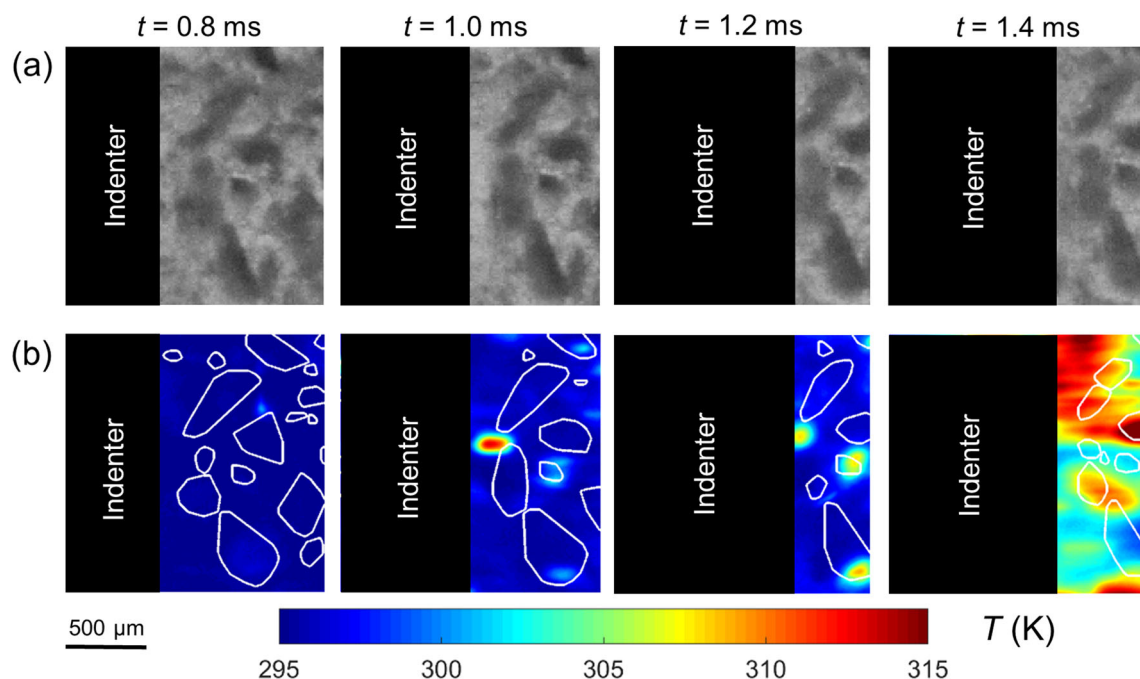 t = 0.8 ms
t = 1.0 ms
t = 1.2 ms
t = 1.4 ms
(a)
Indenter
Indenter
Indenter
Indenter
(b)
Indenter
Indenter
Indenter
Indenter
500 µm
T (K)
295
300
305
310
315